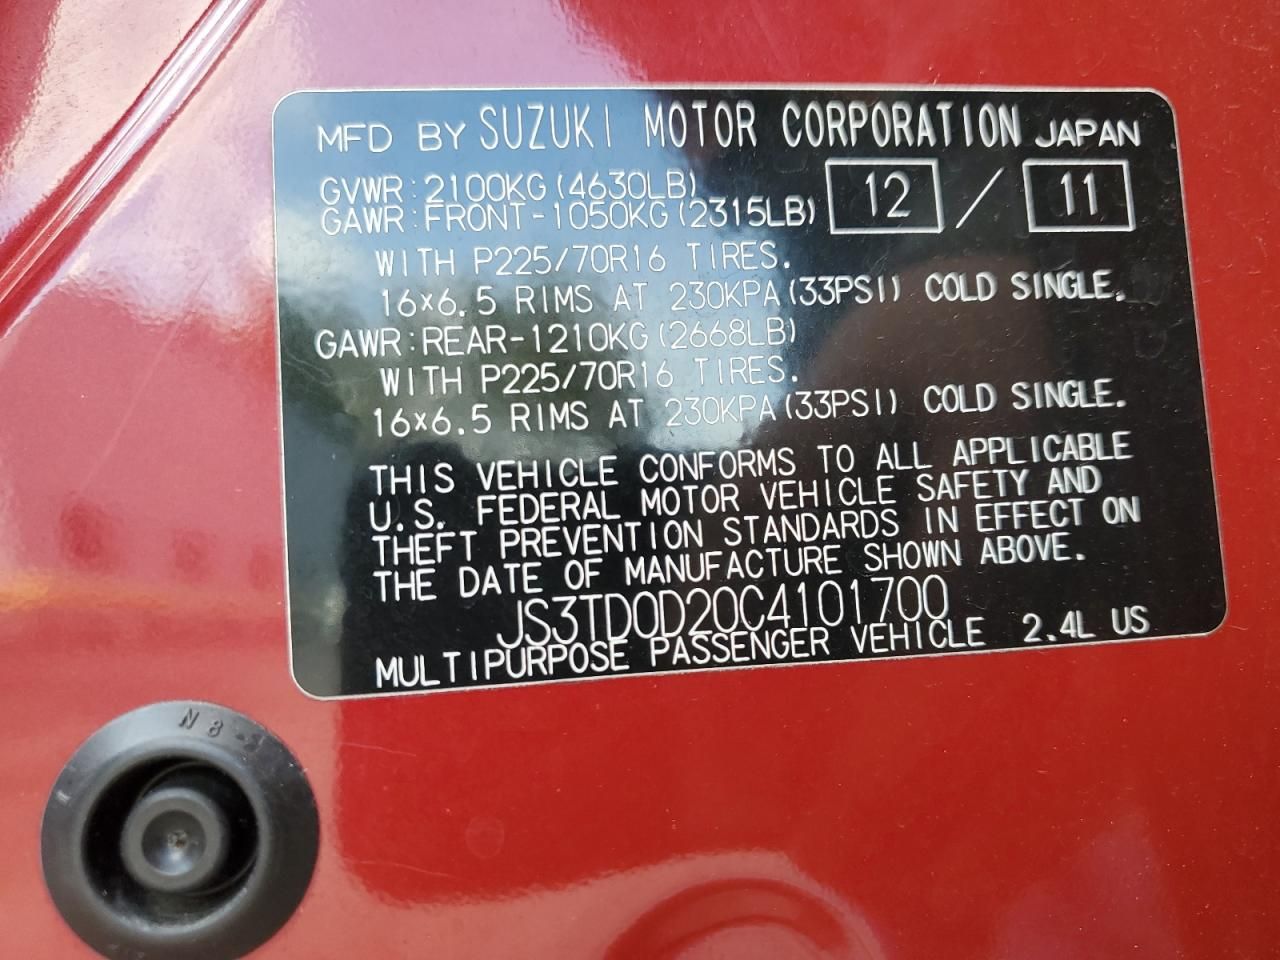 MFD BY SUZUKI MOTOR CORPORATION JAPAN
GVWR:2100KG(4630LB) 12 / 11
GAWR:FRONT-1050KG(2315LB)
WITH P225/70R16 TIRES.
16×6.5 RIMS AT 230KPA(33PSI) COLD SINGLE.
GAWR:REAR-1210KG(2668LB)
WITH P225/70R16 TIRES.
16×6.5 RIMS AT 230KPA(33PSI) COLD SINGLE.
THIS VEHICLE CONFORMS TO ALL APPLICABLE
U.S. FEDERAL MOTOR VEHICLE SAFETY AND
THEFT PREVENTION STANDARDS IN EFFECT ON
THE DATE OF MANUFACTURE SHOWN ABOVE.
JS3TD0D20C4101700
MULTIPURPOSE PASSENGER VEHICLE 2.4L US
N 8